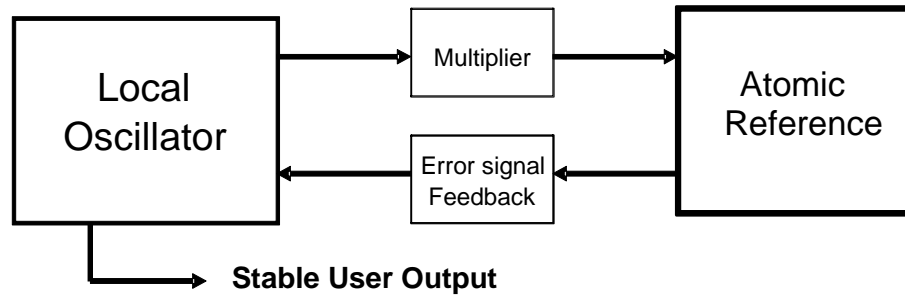 Local
Oscillator
Multiplier
Error signal
Feedback
Atomic
Reference
Stable User Output